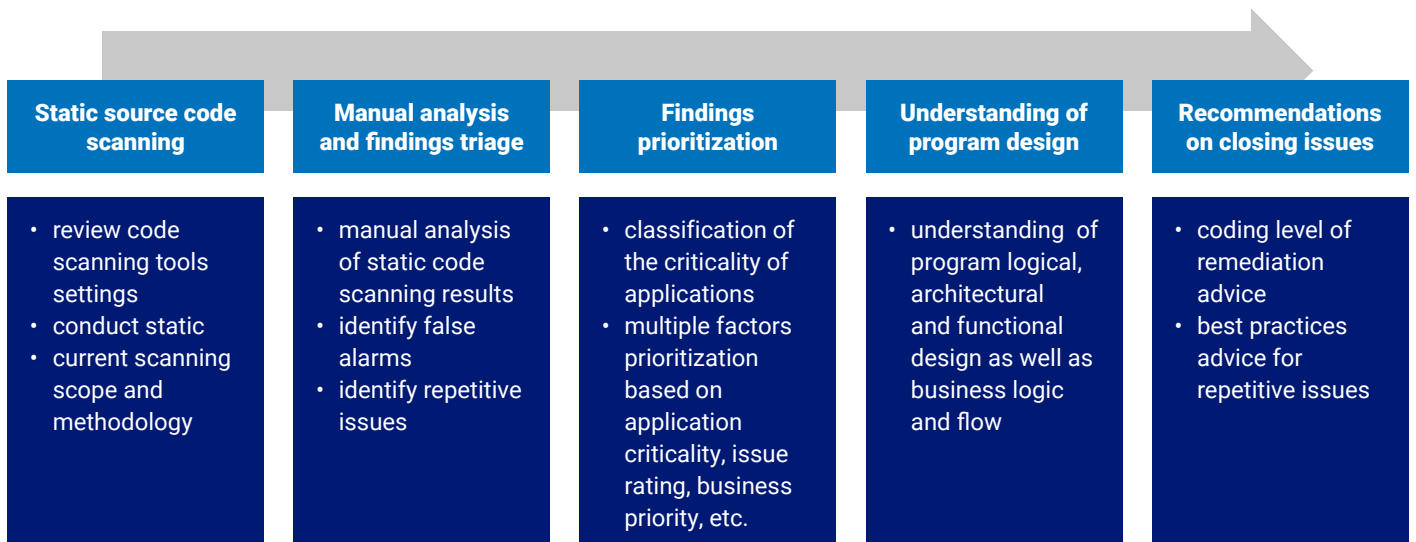 Static source code
scanning
• review code
scanning tools
settings
• conduct static
• current scanning
scope and
methodology
Manual analysis
and findings triage
• manual analysis
of static code
scanning results
• identify false
alarms
• identify repetitive
issues
Findings
prioritization
• classification of
the criticality of
applications
• multiple factors
prioritization
based on
application
criticality, issue
rating, business
priority, etc.
Understanding of
program design
• understanding of
program logical,
architectural
and functional
design as well as
business logic
and flow
Recommendations
on closing issues
• coding level of
remediation
advice
• best practices
advice for
repetitive issues